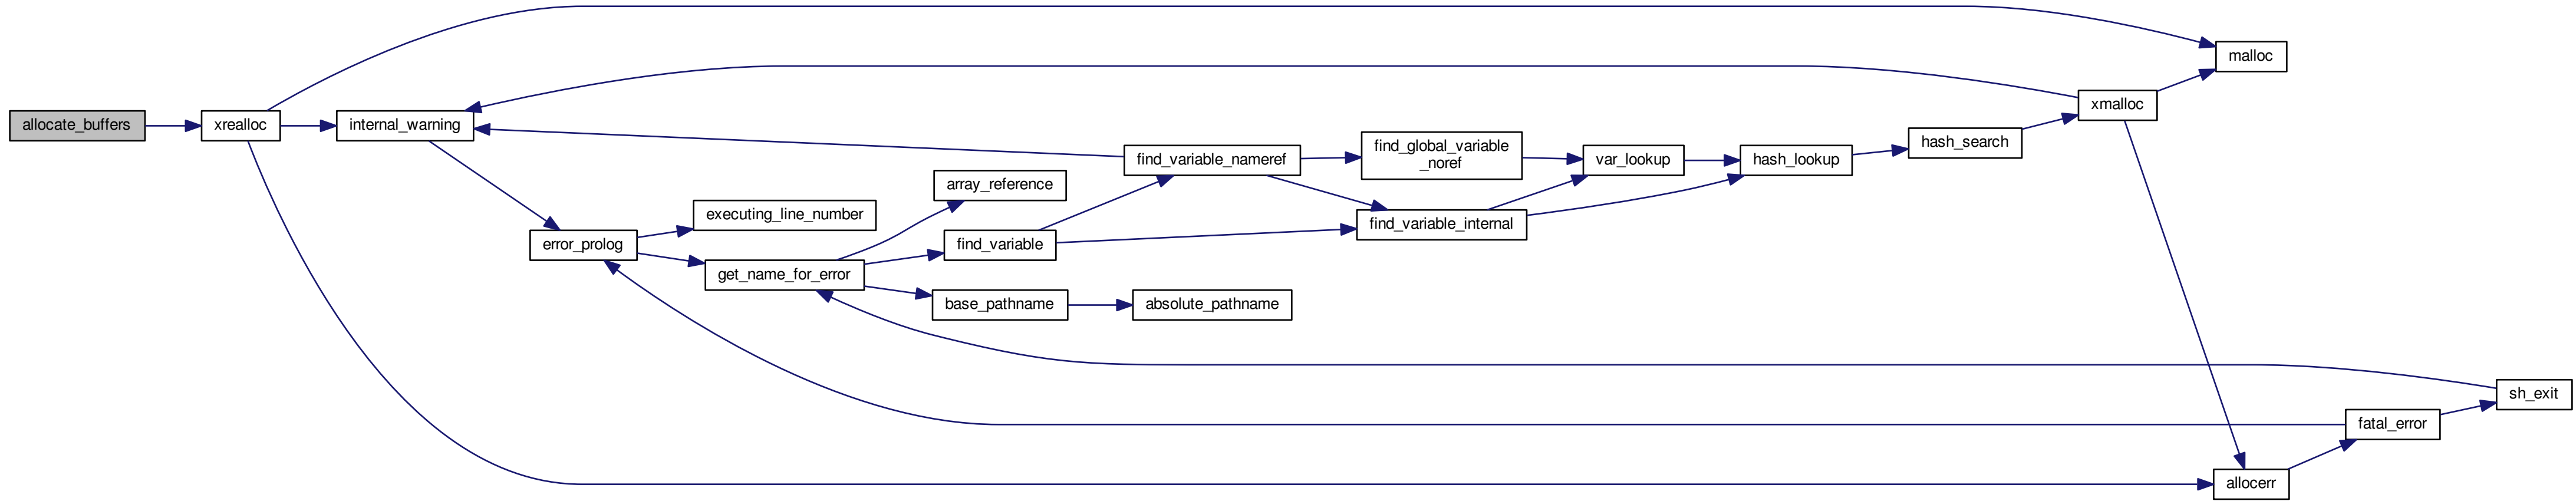 allocate_buffers
xrealloc
internal_warning
error_prolog
executing_line_number
get_name_for_error
array_reference
find_variable
base_pathname
absolute_pathname
find_variable_nameref
find_global_variable
_noref
find_variable_internal
var_lookup
hash_lookup
hash_search
xmalloc
malloc
allocerr
fatal_error
sh_exit